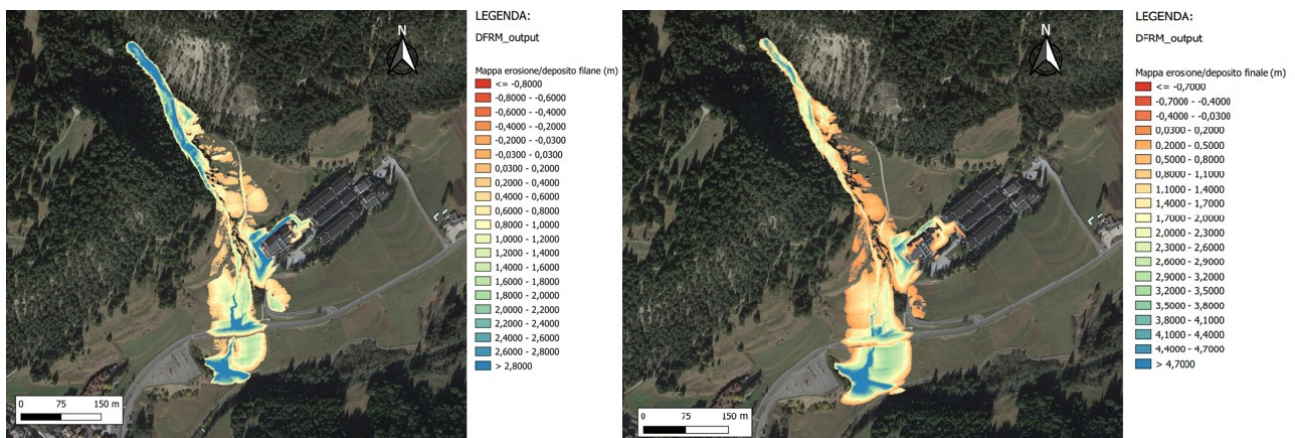 LEGENDA:
DFRM_output
Mappa erosione/deposito filane (m)
<= -0,8000
-0,8000 - -0,6000
-0,6000 - -0,4000
-0,4000 - -0,2000
-0,2000 - -0,0300
-0,0300 - 0,0300
0,0300 - 0,2000
0,2000 - 0,4000
0,4000 - 0,6000
0,6000 - 0,8000
0,8000 - 1,0000
1,0000 - 1,2000
1,2000 - 1,4000
1,4000 - 1,6000
1,6000 - 1,8000
1,8000 - 2,0000
2,0000 - 2,2000
2,2000 - 2,4000
2,4000 - 2,6000
2,6000 - 2,8000
> 2,8000
N
0 75 150 m
LEGENDA:
DFRM_output
Mappa erosione/deposito finale (m)
<= -0,7000
-0,7000 - -0,4000
-0,4000 - -0,0300
0,0300 - 0,2000
0,2000 - 0,5000
0,5000 - 0,8000
0,8000 - 1,1000
1,1000 - 1,4000
1,4000 - 1,7000
1,7000 - 2,0000
2,0000 - 2,3000
2,3000 - 2,6000
2,6000 - 2,9000
2,9000 - 3,2000
3,2000 - 3,5000
3,5000 - 3,8000
3,8000 - 4,1000
4,1000 - 4,4000
4,4000 - 4,7000
> 4,7000
N
0 75 150 m